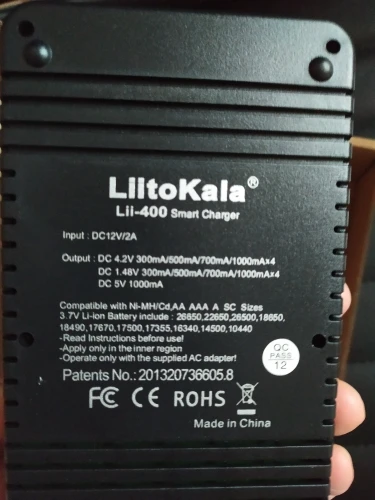 LiitoKala®
Lii-400 Smart Charger
Input : DC12V/2A
Output : DC 4.2V 300mA/500mA/700mA/1000mA×4
DC 1.48V 300mA/500mA/700mA/1000mA×4
DC 5V 1000mA
Compatible with Ni-MH/Cd,AA AAA A SC Sizes
3.7V Li-ion Battery include : 26650,22650,26500,18650,
18490,17670,17500,17355,16340,14500,10440
-Read Instructions before use!
-Apply only in the inner region
-Operate only with the supplied AC adapter!
QC
PASS
12
Patents No.: 201320736605.8
FC CE ROHS
Made in China